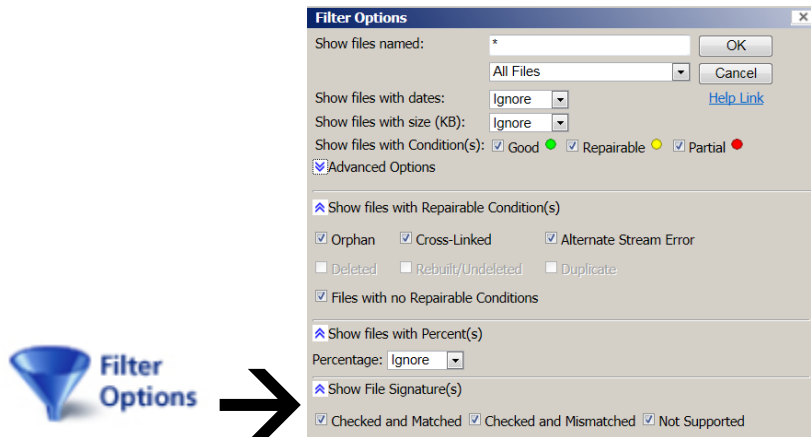 Filter Options
Show files named: * OK
All Files Cancel
Show files with dates: Ignore Help Link
Show files with size (KB): Ignore
Show files with Condition(s): Good Repairable Partial
Advanced Options
Show files with Repairable Condition(s)
Orphan Cross-Linked Alternate Stream Error
Deleted Rebuilt/Undeleted Duplicate
Files with no Repairable Conditions
Show files with Percent(s)
Percentage: Ignore
Show File Signature(s)
Checked and Matched Checked and Mismatched Not Supported
Filter
Options